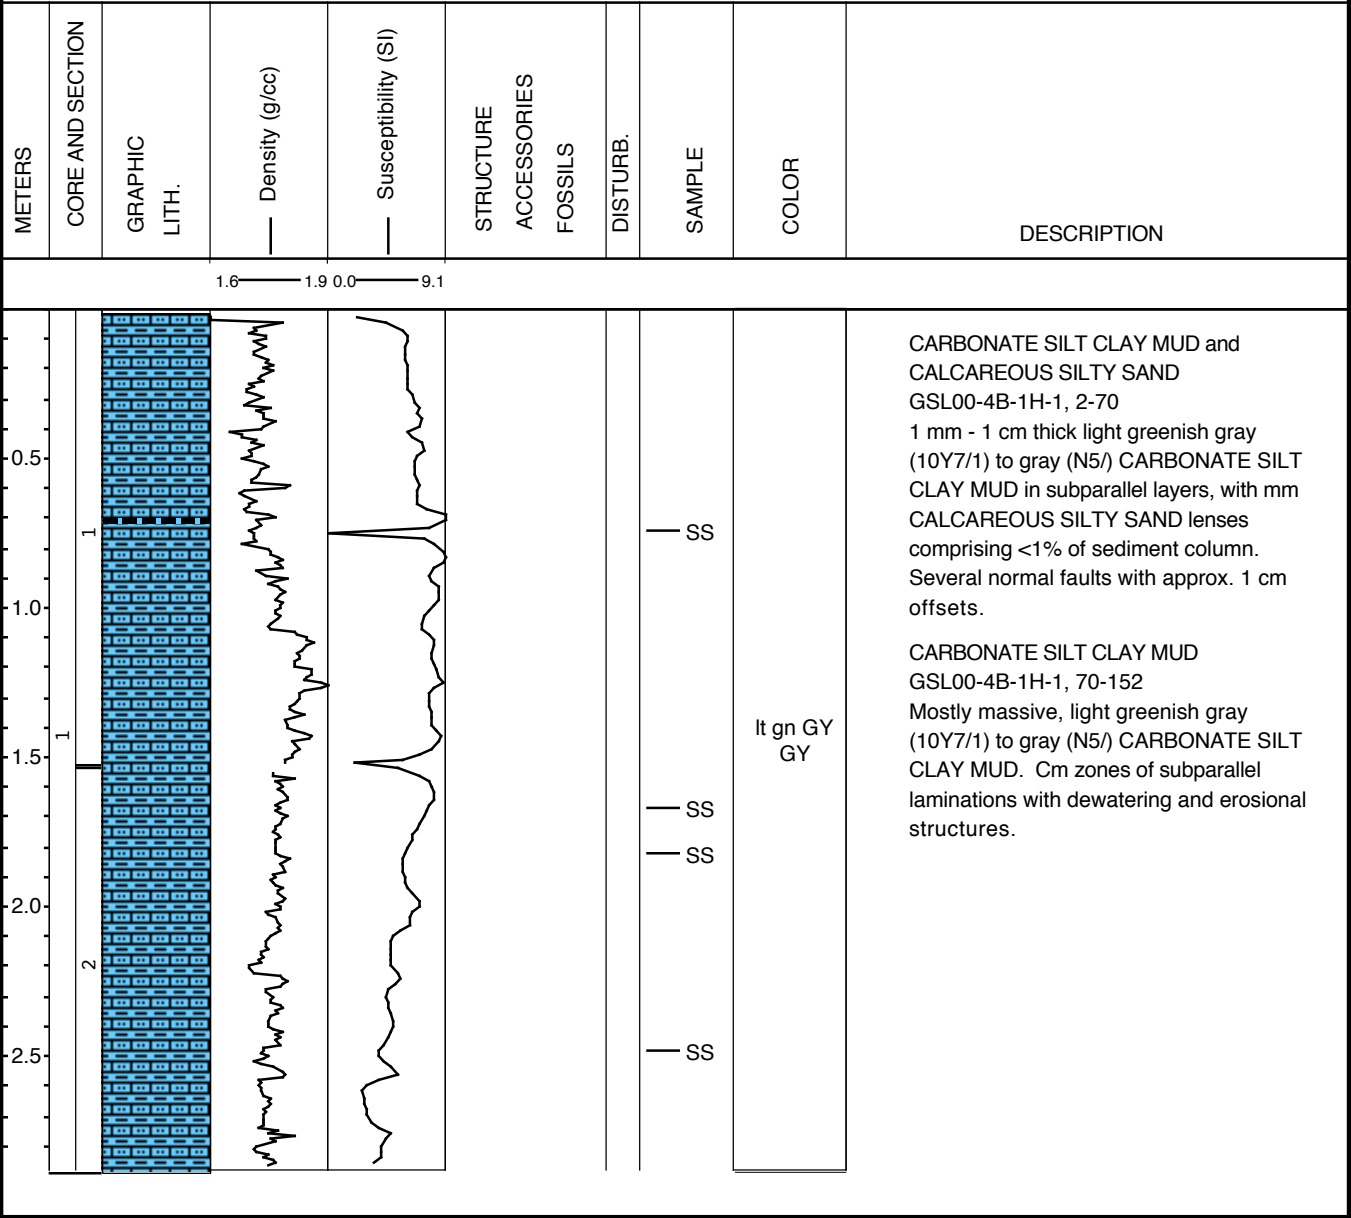 METERS
CORE AND SECTION
GRAPHIC
LITH.
Density (g/cc)
Susceptibility (SI)
STRUCTURE
ACCESSORIES
FOSSILS
DISTURB.
SAMPLE
COLOR
DESCRIPTION
1.6 1.9 0.0 9.1
CARBONATE SILT CLAY MUD and
CALCAREOUS SILTY SAND
GSL00-4B-1H-1, 2-70
1 mm - 1 cm thick light greenish gray
(10Y7/1) to gray (N5/) CARBONATE SILT
CLAY MUD in subparallel layers, with mm
CALCAREOUS SILTY SAND lenses
comprising <1% of sediment column.
Several normal faults with approx. 1 cm
offsets.
CARBONATE SILT CLAY MUD
GSL00-4B-1H-1, 70-152
Mostly massive, light greenish gray
(10Y7/1) to gray (N5/) CARBONATE SILT
CLAY MUD. Cm zones of subparallel
laminations with dewatering and erosional
structures.
0.5
1.0
1.5
2.0
2.5
1
1
2
SS
SS
SS
SS
lt gn GY
GY